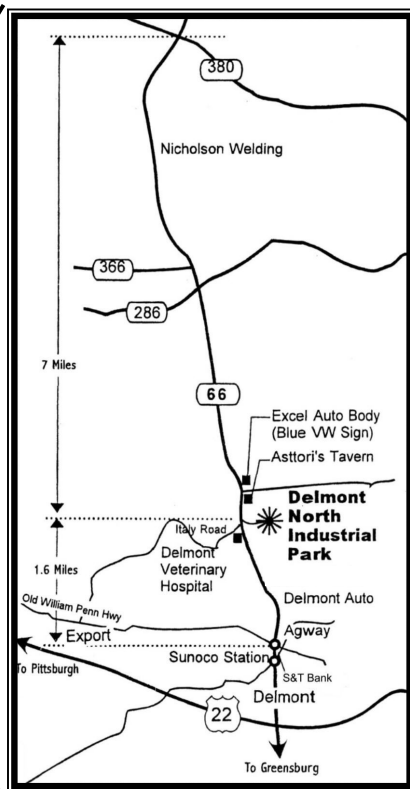 380
Nicholson Welding
366
286
7 Miles
66
Excel Auto Body
(Blue VW Sign)
Asttori's Tavern
Delmont
North
Industrial
Park
Italy Road
Delmont
Veterinary
Hospital
1.6 Miles
Delmont Auto
Old William Penn Hwy
Export
Agway
Sunoco Station
S&T Bank
To Pittsburgh
Delmont
22
To Greensburg